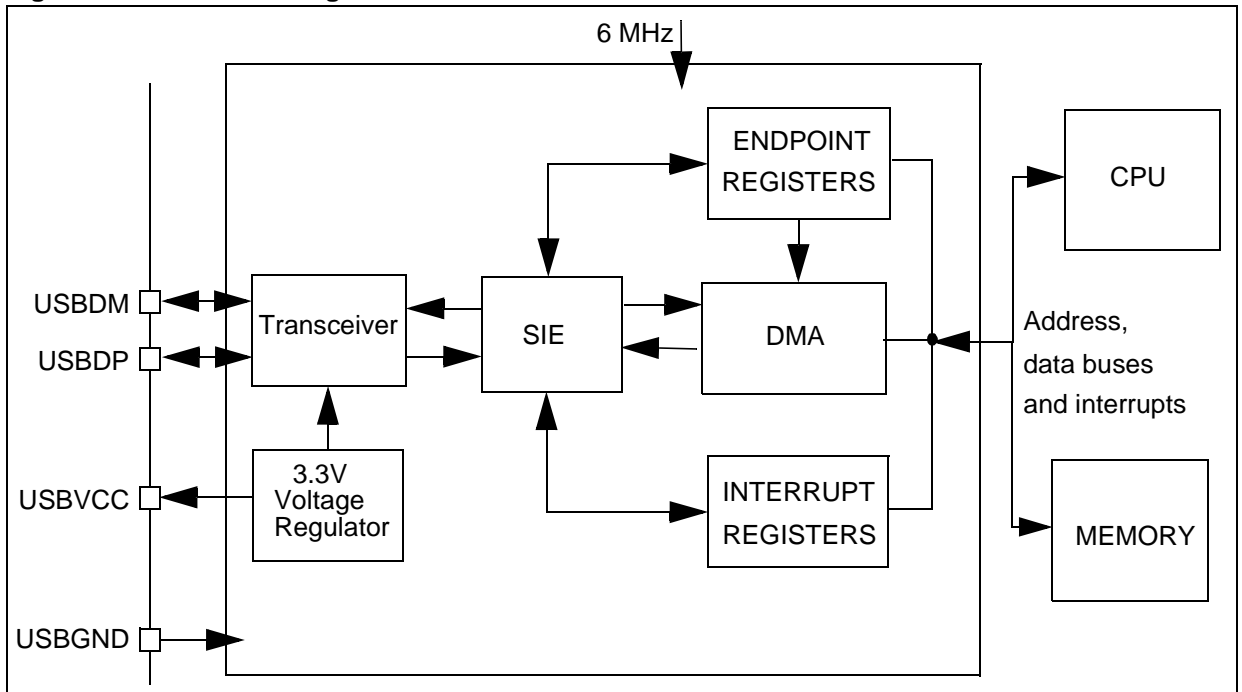 6 MHz
ENDPOINT
REGISTERS
CPU
USBDM
Transceiver
SIE
DMA
Address,
data buses
and interrupts
USBDP
3.3V
Voltage
Regulator
USBVCC
INTERRUPT
REGISTERS
MEMORY
USBGND